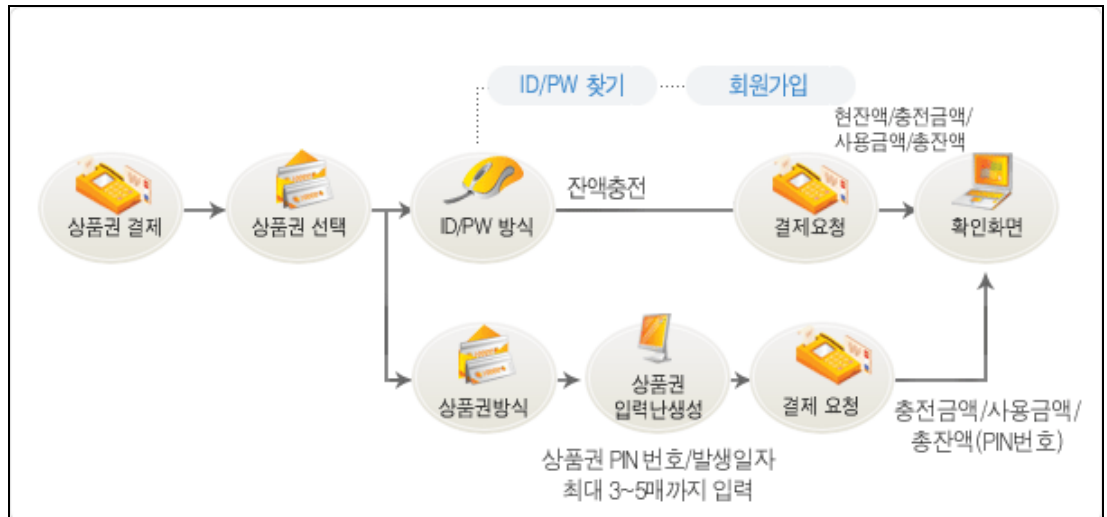 ID/PW 찾기
회원가입
현잔액/충전금액/
사용금액/총잔액
상품권 결제
상품권 선택
ID/PW 방식
잔액충전
결제요청
확인화면
상품권방식
상품권
입력난생성
결제 요청
충전금액/사용금액/
총잔액(PIN번호)
상품권 PIN 번호/발생일자
최대 3~5매까지 입력